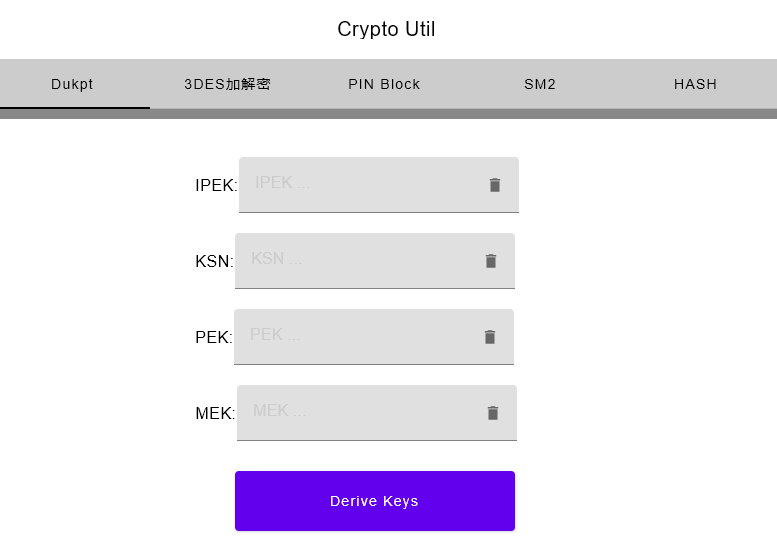 Crypto Util
Dukpt 3DES加解密 PIN Block SM2 HASH
IPEK: IPEK ...
KSN: KSN ...
PEK: PEK ...
MEK: MEK ...
Derive Keys